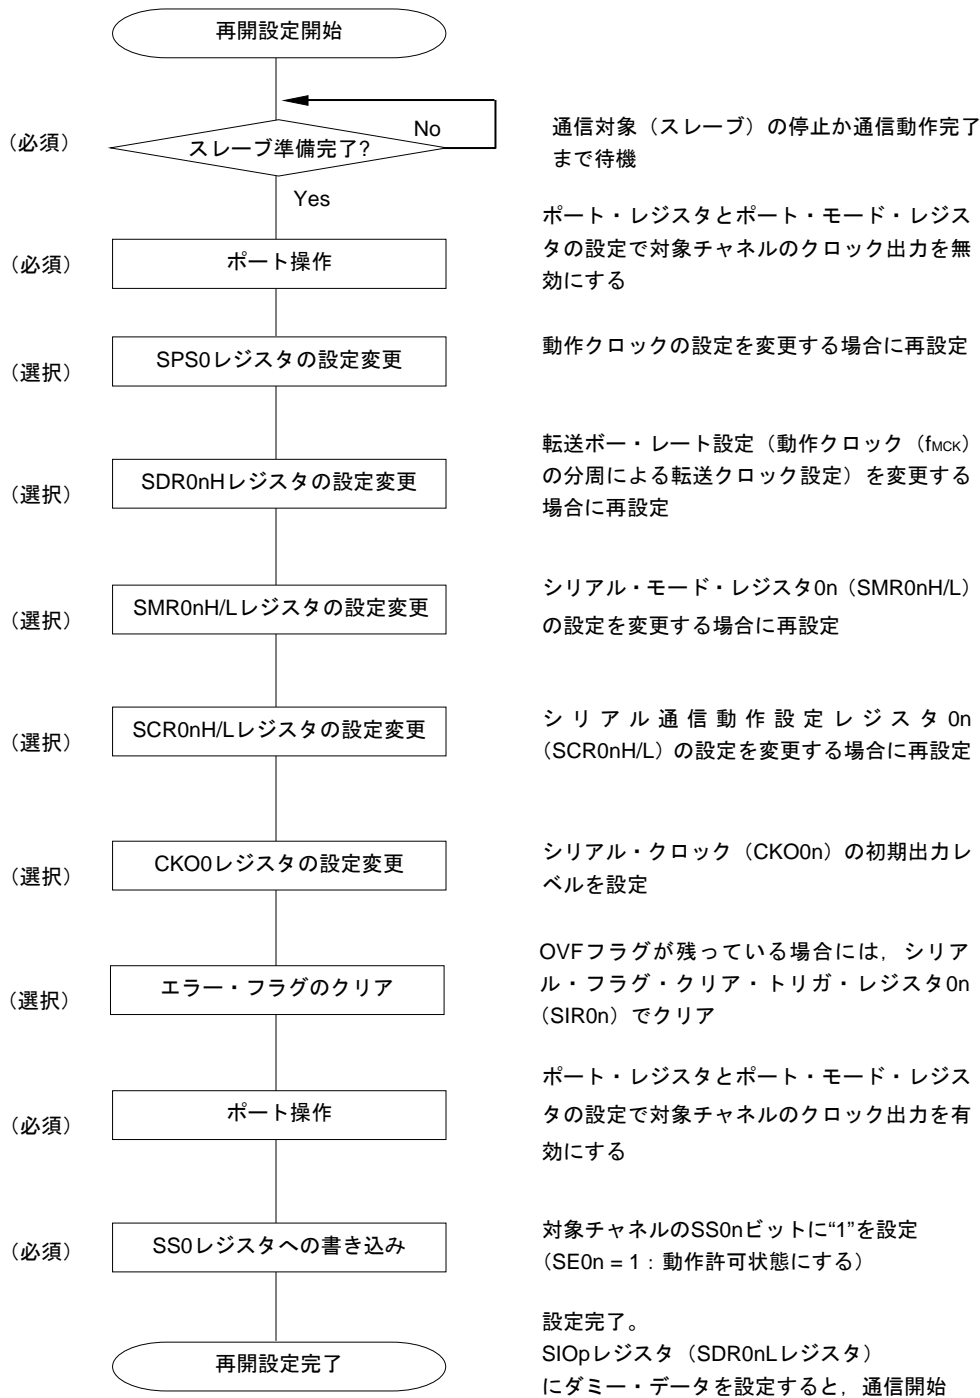 再開設定開始
（必須）
スレーブ準備完了?
No
通信対象（スレーブ）の停止か通信動作完了
まで待機
Yes
（必須）
ポート操作
ポート・レジスタとポート・モード・レジス
タの設定で対象チャネルのクロック出力を無
効にする
（選択）
SPS0レジスタの設定変更
動作クロックの設定を変更する場合に再設定
（選択）
SDR0nHレジスタの設定変更
転送ボー・レート設定（動作クロック（fMCK）
の分周による転送クロック設定）を変更する
場合に再設定
（選択）
SMR0nH/Lレジスタの設定変更
シリアル・モード・レジスタ0n（SMR0nH/L）
の設定を変更する場合に再設定
（選択）
SCR0nH/Lレジスタの設定変更
シリアル通信動作設定レジスタ0n
（SCR0nH/L）の設定を変更する場合に再設定
（選択）
CKO0レジスタの設定変更
シリアル・クロック（CKO0n）の初期出力レ
ベルを設定
（選択）
エラー・フラグのクリア
OVFフラグが残っている場合には，シリア
ル・フラグ・クリア・トリガ・レジスタ0n
（SIR0n）でクリア
（必須）
ポート操作
ポート・レジスタとポート・モード・レジス
タの設定で対象チャネルのクロック出力を有
効にする
（必須）
SS0レジスタへの書き込み
対象チャネルのSS0nビットに“1”を設定
（SE0n = 1：動作許可状態にする）
再開設定完了
設定完了。
SIOpレジスタ（SDR0nLレジスタ）
にダミー・データを設定すると，通信開始